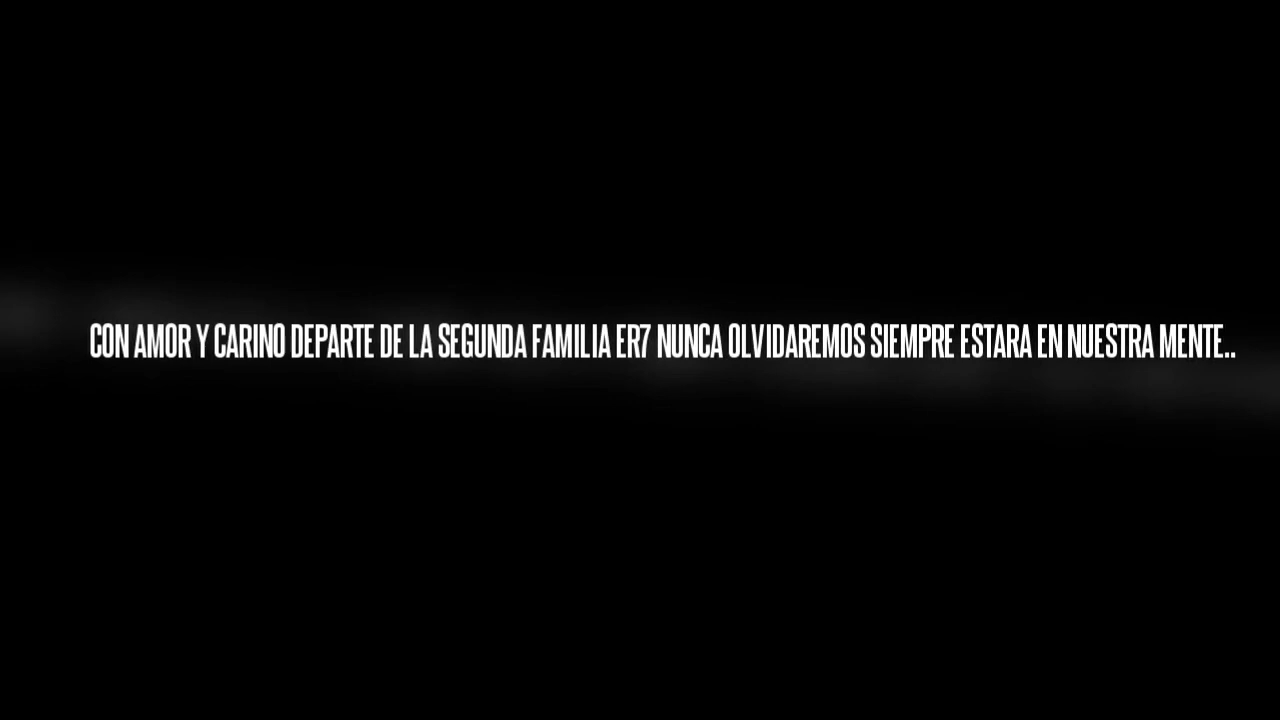 CON AMOR Y CARINO DEPARTE DE LA SEGUNDA FAMILIA ER7 NUNCA OLVIDAREMOS SIEMPRE ESTARA EN NUESTRA MENTE..